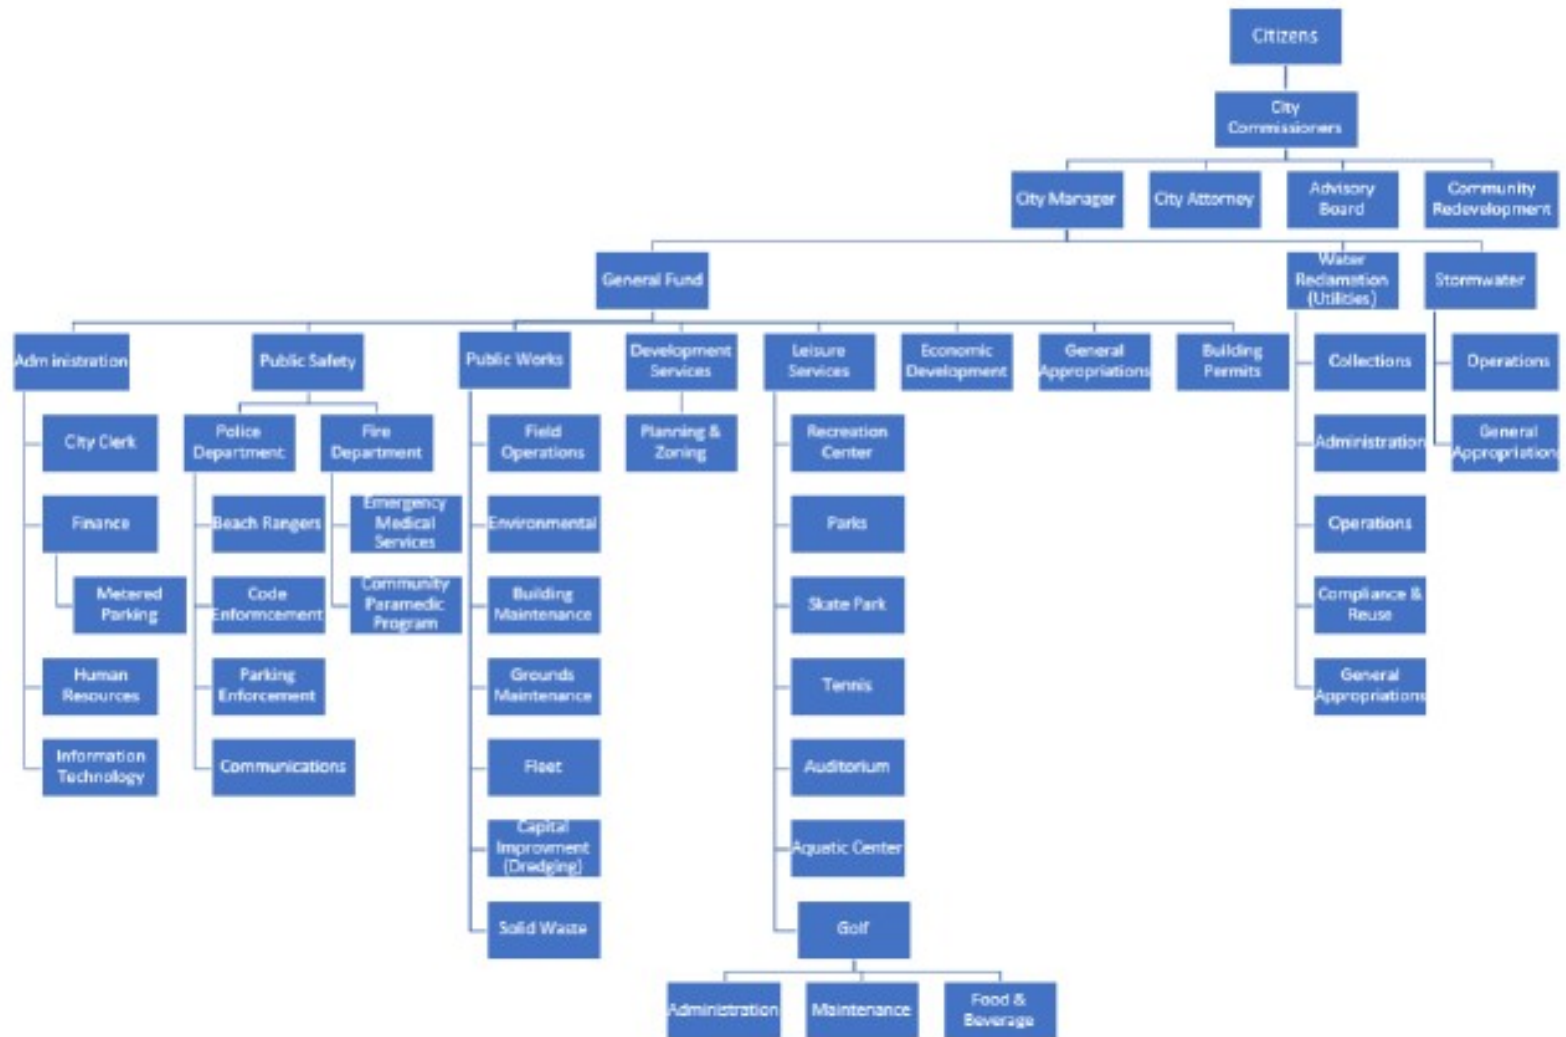 Citizens
City
Commissioners
City Manager
City Attorney
Advisory
Board
Community
Redevelopment
General Fund
Water
Reclamation
(Utilities)
Stormwater
Administration
Public Safety
Public Works
Development
Services
Leisure
Services
Economic
Development
General
Appropriations
Building
Permits
Collections
Operations
City Clerk
Police
Department
Fire
Department
Field
Operations
Planning &
Zoning
Recreation
Center
Administration
General
Appropriation
Finance
Beach Rangers
Emergency
Medical
Services
Environmental
Parks
Operations
Metered
Parking
Code
Enformcement
Community
Paramedic
Program
Building
Maintenance
Skate Park
Compliance &
Reuse
Human
Resources
Parking
Enforcement
Grounds
Maintenance
Tennis
General
Appropriations
Information
Technology
Communications
Fleet
Auditorium
Capital
Improvment
(Dredging)
Aquatic Center
Solid Waste
Golf
Administration
Maintenance
Food &
Beverage